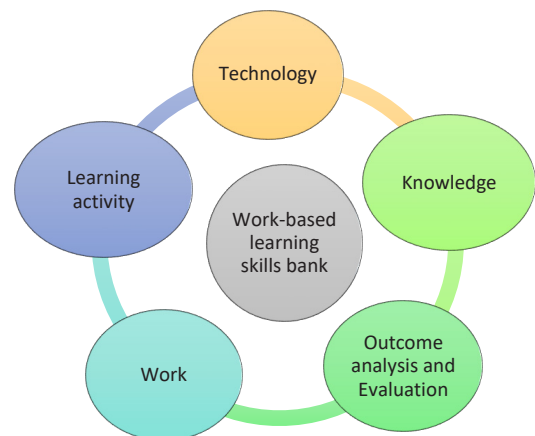 Technology
Knowledge
Learning
activity
Work-based
learning
skills bank
Outcome
analysis and
Evaluation
Work